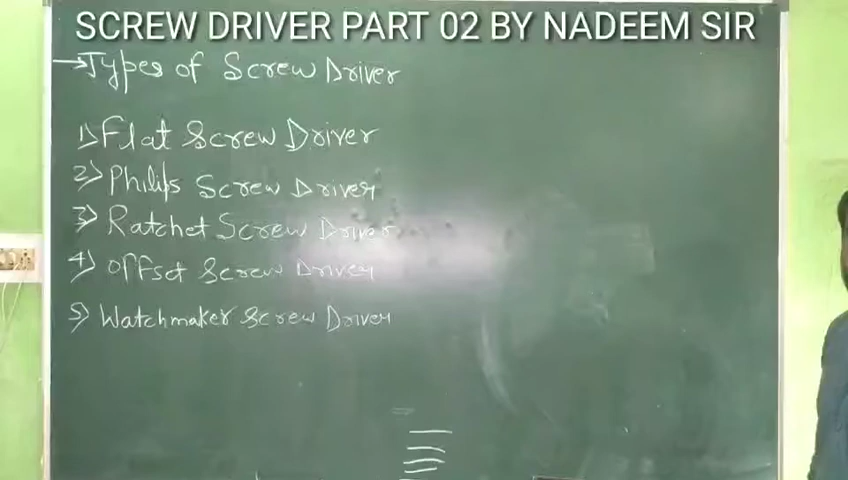 SCREW DRIVER PART 02 BY NADEEM SIR
→Types of Screw Driver
1) Flat Screw Driver
2) Philips Screw Driver
3) Ratchet Screw Driver
4) Offset Screw Driver
5) Watchmaker Screw Driver